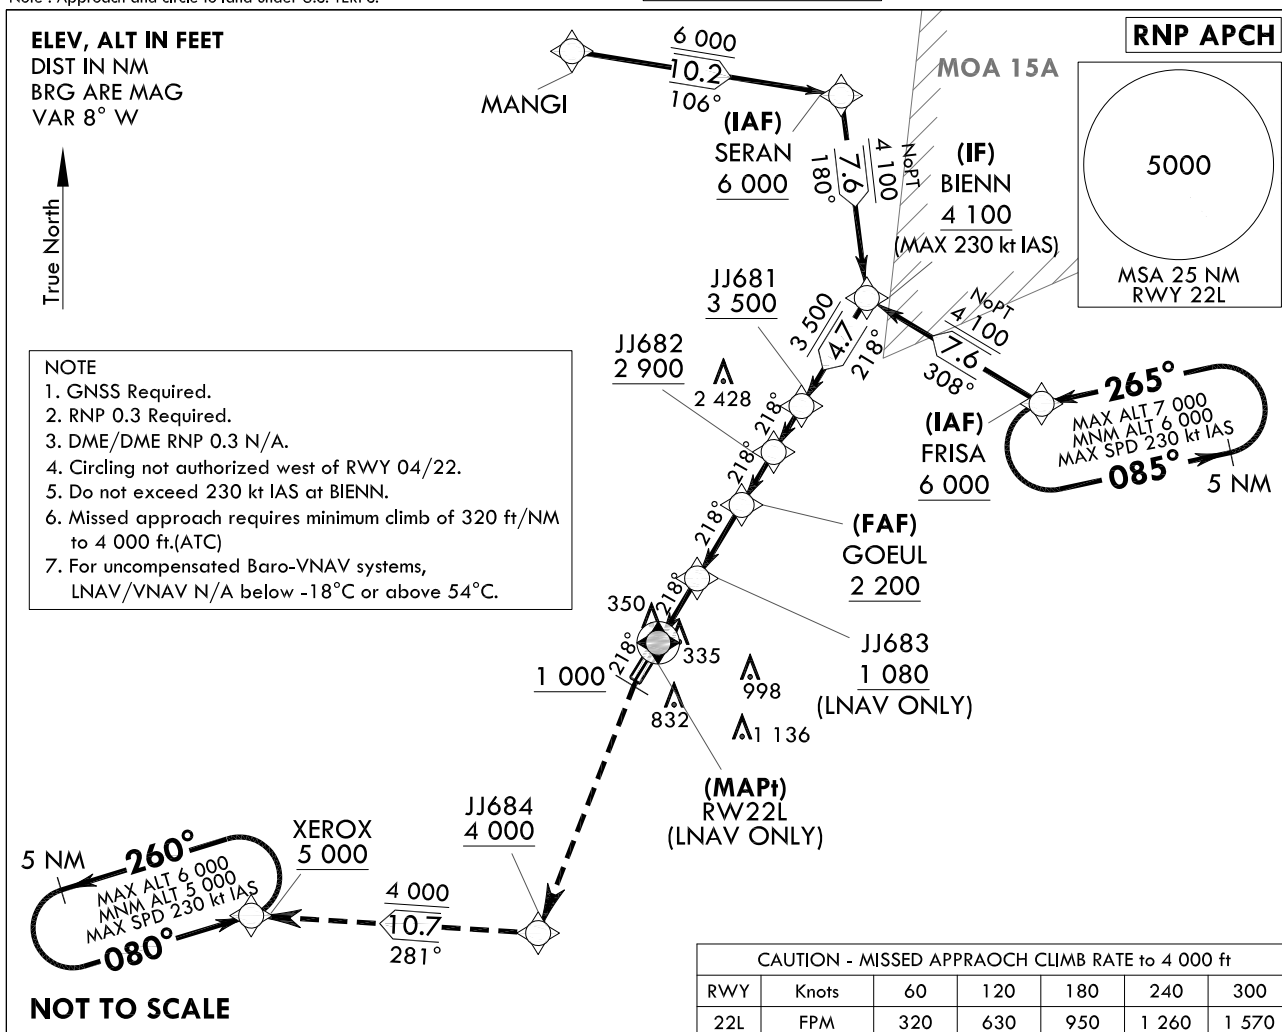 Note : Approach and circle to land under U.S. TERPS.
ELEV, ALT IN FEET
DIST IN NM
BRG ARE MAG
VAR 8° W
True North
RNP APCH
MOA 15A
5000
MSA 25 NM
RWY 22L
MANGI
6 000
10.2
106°
(IAF)
SERAN
6 000
4 100
NoPT
7.6
180°
(IF)
BIENN
4 100
(MAX 230 kt IAS)
NoPT
4 100
7.6
308°
(IAF)
FRISA
6 000
265°
MAX ALT 7 000
MNM ALT 6 000
MAX SPD 230 kt IAS
085°
5 NM
JJ681
3 500
3 500
4.7
218°
JJ682
2 900
2 428
218°
218°
218°
218°
218°
(FAF)
GOEUL
2 200
JJ683
1 080
(LNAV ONLY)
350
335
998
832
1 136
1 000
(MAPt)
RW22L
(LNAV ONLY)
NOTE
1. GNSS Required.
2. RNP 0.3 Required.
3. DME/DME RNP 0.3 N/A.
4. Circling not authorized west of RWY 04/22.
5. Do not exceed 230 kt IAS at BIENN.
6. Missed approach requires minimum climb of 320 ft/NM
to 4 000 ft.(ATC)
7. For uncompensated Baro-VNAV systems,
LNAV/VNAV N/A below -18°C or above 54°C.
JJ684
4 000
XEROX
5 000
4 000
10.7
281°
5 NM
260°
MAX ALT 6 000
MNM ALT 5 000
MAX SPD 230 kt IAS
080°
NOT TO SCALE
CAUTION - MISSED APPRAOCH CLIMB RATE to 4 000 ft
RWY Knots 60 120 180 240 300
22L FPM 320 630 950 1 260 1 570